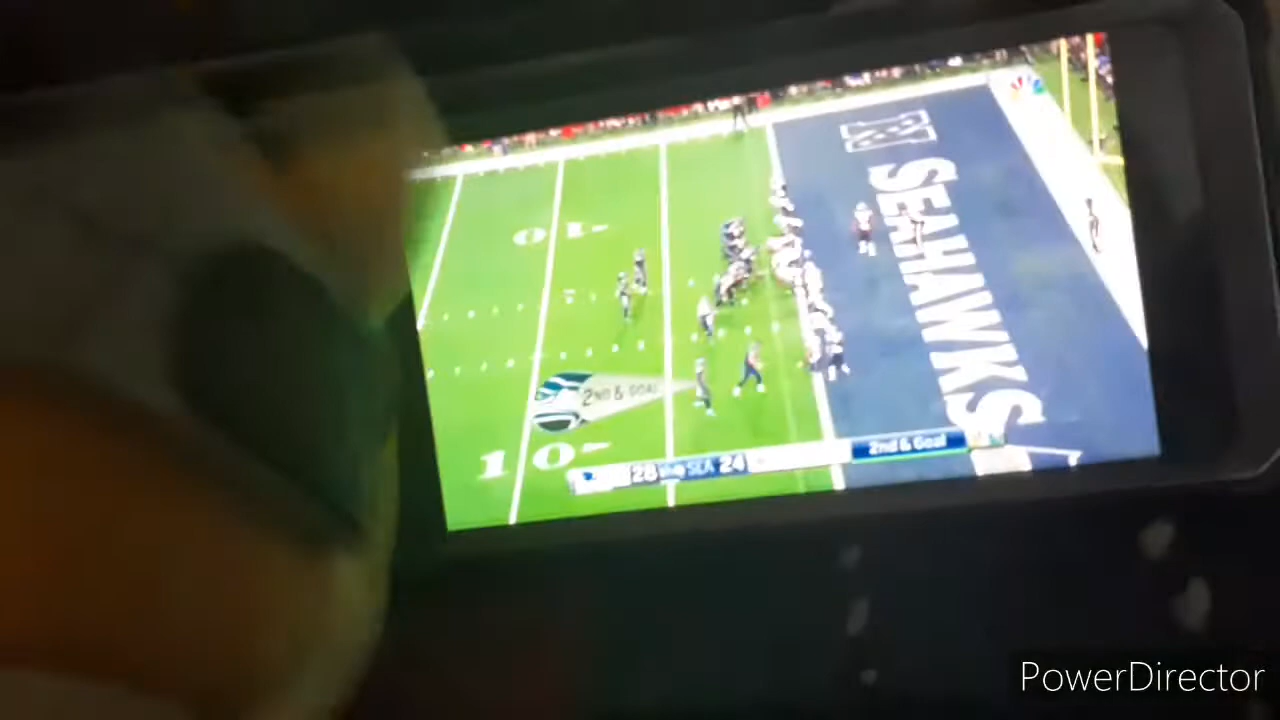 SEAHAWKS
10
2ND & GOAL
10
28 SEA 24
2nd & Goal
PowerDirector